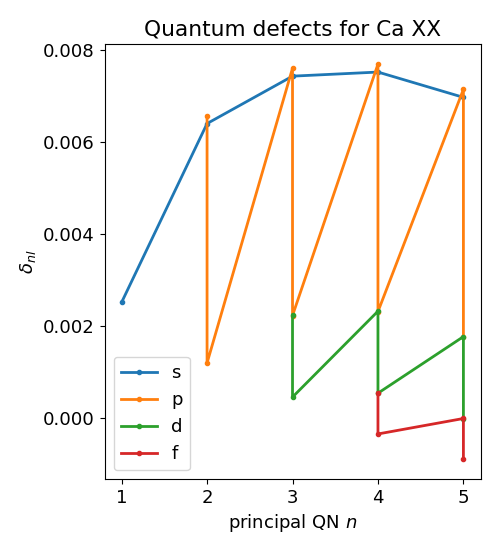 Quantum defects for Ca XX
0.008
0.006
0.004
0.002
0.000
δnl
s
p
d
f
1 2 3 4 5
principal QN n